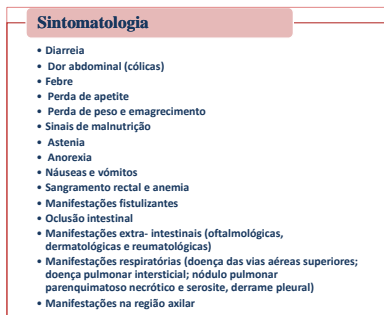 Sintomatologia
• Diarreia
• Dor abdominal (cólicas)
• Febre
• Perda de apetite
• Perda de peso e emagrecimento
• Sinais de malnutrição
• Astenia
• Anorexia
• Náuseas e vómitos
• Sangramento rectal e anemia
• Manifestações fistulizantes
• Oclusão intestinal
• Manifestações extra- intestinais (oftalmológicas,
dermatológicas e reumatológicas)
• Manifestações respiratórias (doença das vias aéreas superiores;
doença pulmonar intersticial; nódulo pulmonar
parenquimatoso necrótico e serosite, derrame pleural)
• Manifestações na região axilar